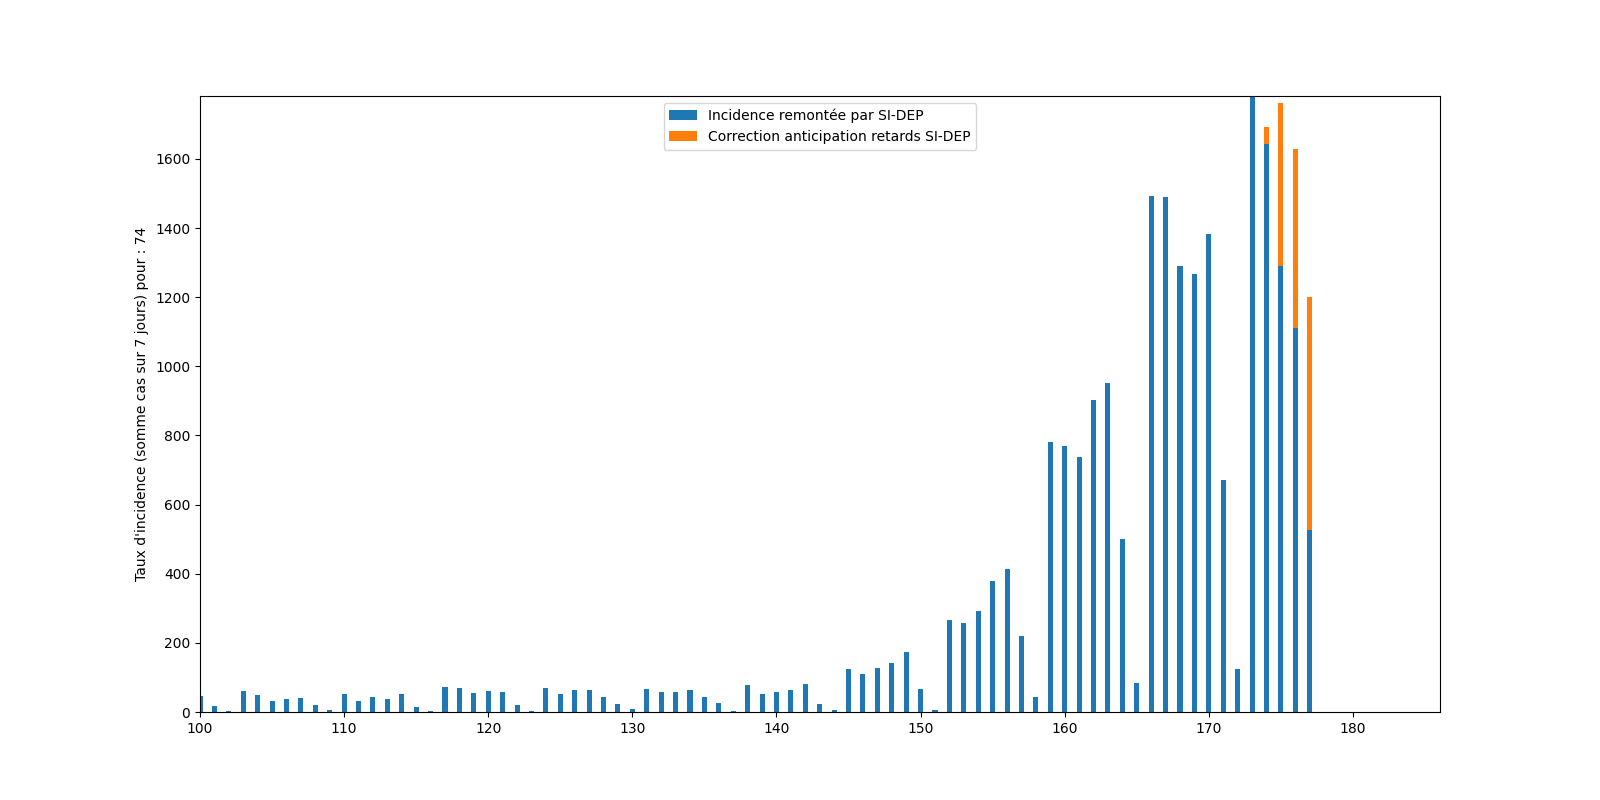 Incidence remontée par SI-DEP
Correction anticipation retards SI-DEP
Taux d'incidence (somme cas sur 7 jours) pour : 74
1600
1400
1200
1000
800
600
400
200
0
100 110 120 130 140 150 160 170 180